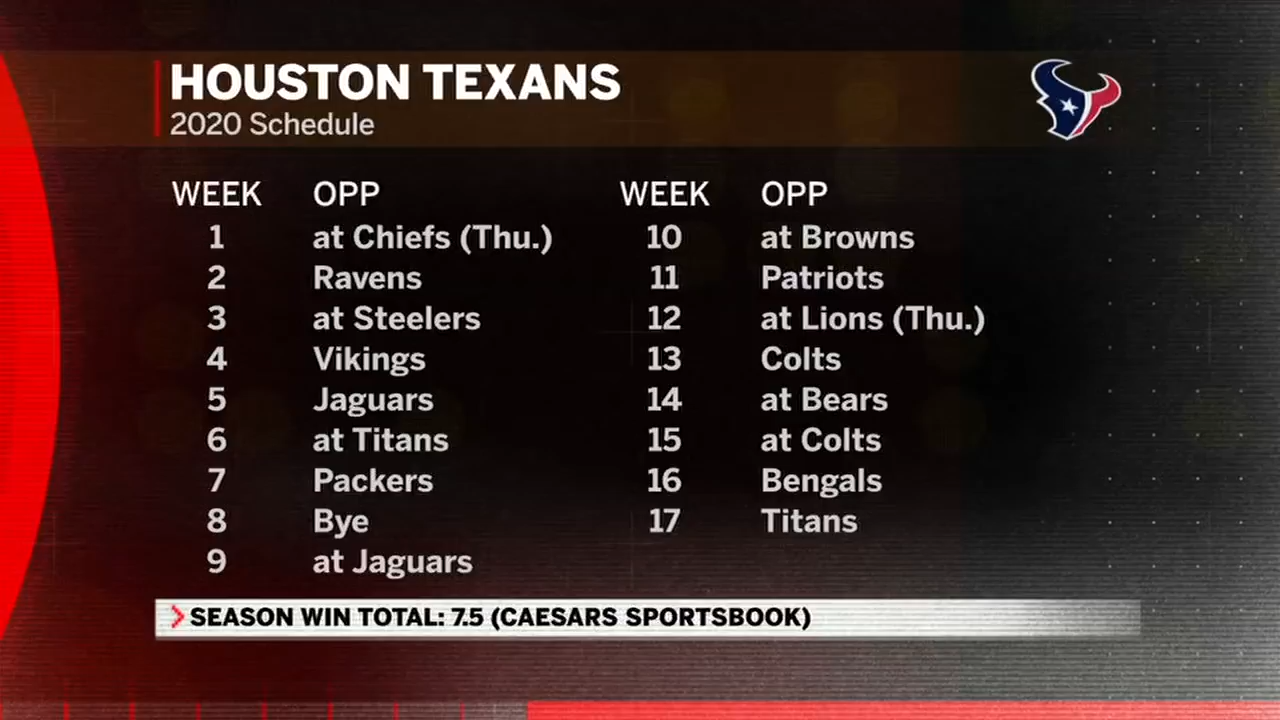 HOUSTON TEXANS
2020 Schedule
WEEK OPP WEEK OPP
1 at Chiefs (Thu.) 10 at Browns
2 Ravens 11 Patriots
3 at Steelers 12 at Lions (Thu.)
4 Vikings 13 Colts
5 Jaguars 14 at Bears
6 at Titans 15 at Colts
7 Packers 16 Bengals
8 Bye 17 Titans
9 at Jaguars
SEASON WIN TOTAL: 7.5 (CAESARS SPORTSBOOK)